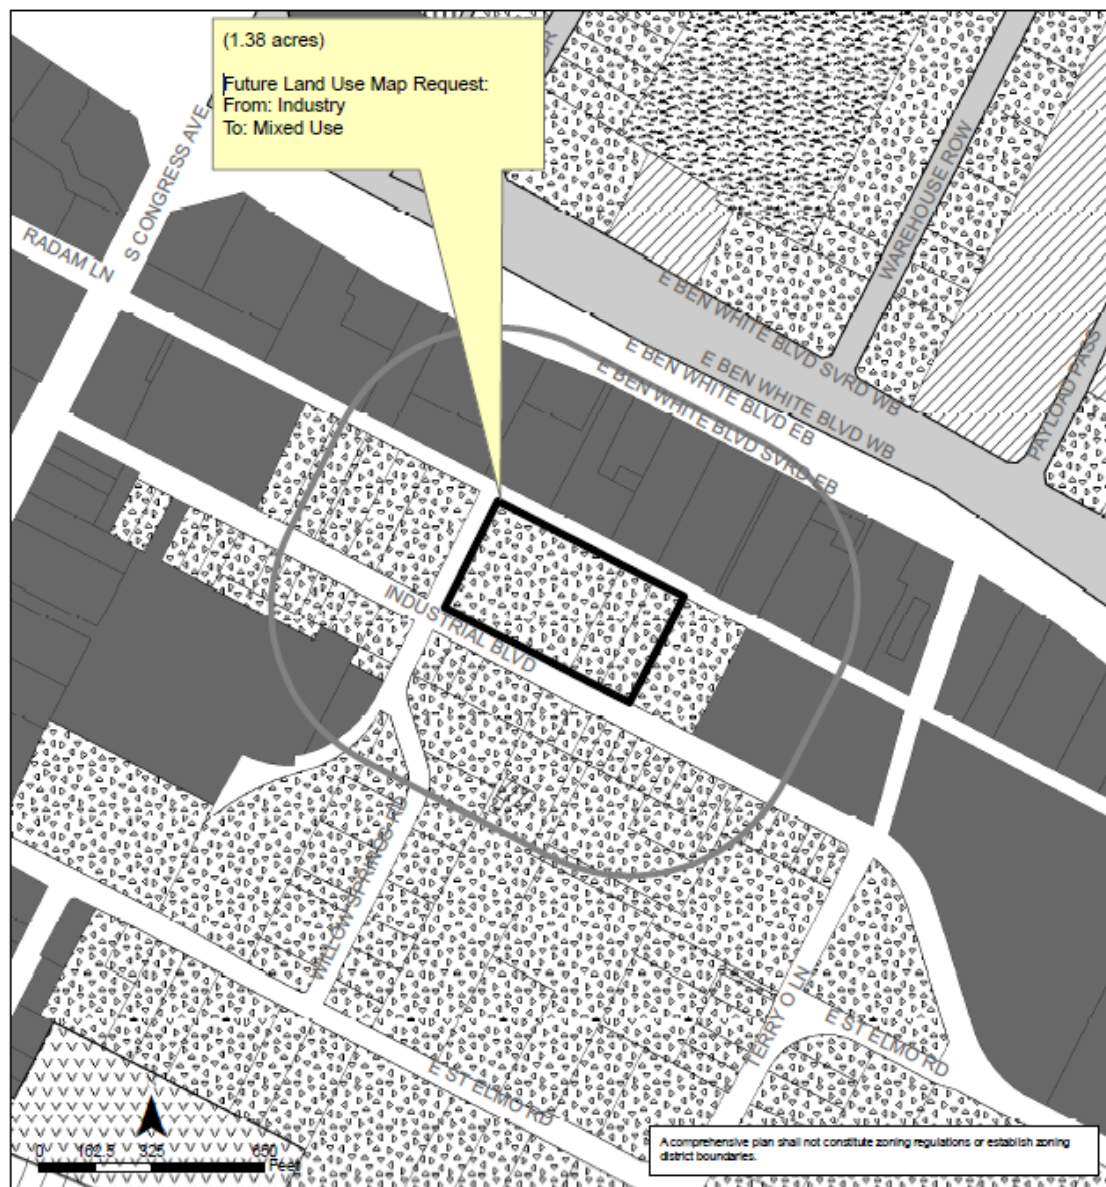 (1.38 acres)
Future Land Use Map Request:
From: Industry
To: Mixed Use
DR
S CONGRESS AVE
RADAM LN
WAREHOUSE ROW
E BEN WHITE BLVD SVRD WB
E BEN WHITE BLVD WB
E BEN WHITE BLVD EB
E BEN WHITE BLVD SVRD EB
PAYLOAD PASS
INDUSTRIAL BLVD
WILLOW SPRINGS RD
TERRY O LN
E ST ELMO RD
E ST ELMO RD
0 162.5 325 650
Feet
A comprehensive plan shall not constitute zoning regulations or establish zoning
district boundaries.